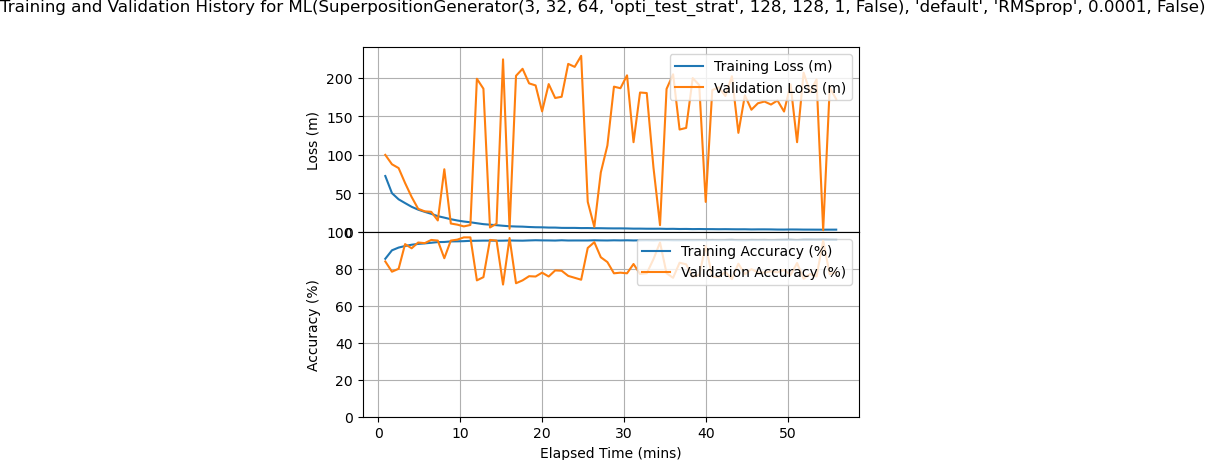 Training and Validation History for ML(SuperpositionGenerator(3, 32, 64, 'opti_test_strat', 128, 128, 1, False), 'default', 'RMSprop', 0.0001, False)
Training Loss (m)
Validation Loss (m)
200
150
100
50
0
Loss (m)
Training Accuracy (%)
Validation Accuracy (%)
100
80
60
40
20
0
Accuracy (%)
0 10 20 30 40 50
Elapsed Time (mins)